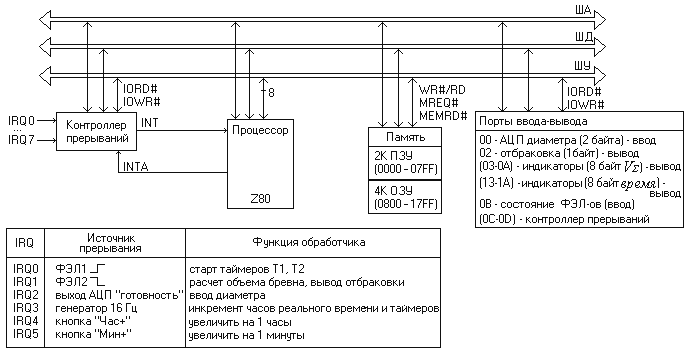 ША
ШД
ШУ
IORD#
IOWR#
8
WR#/RD
MREQ#
MEMRD#
IORD#
IOWR#
IRQ0
...
IRQ7
Контроллер
прерываний
INT
INTA
Процессор
Z80
Память
2К ПЗУ
(0000-07FF)
4К ОЗУ
(0800-17FF)
Порты ввода-вывода
00 - АЦП диаметра (2 байта) - ввод
02 - отбраковка (1байт) - вывод
(03-0A) - индикаторы (8 байт VΣ) -вывод
(13-1A) -индикаторы (8 байт время) -
вывод
0В - состояние ФЭЛ-ов (ввод)
(0C-0D) - контроллер прерываний
IRQ Источник прерывания Функция обработчика
IRQ0 ФЭЛ1 старт таймеров Т1, Т2
IRQ1 ФЭЛ2 расчет объема бревна, вывод отбраковки
IRQ2 выход АЦП "готовность" ввод диаметра
IRQ3 генератор 16 Гц инкремент часов реального времени и таймеров
IRQ4 кнопка "Час+" увеличить на 1 часы
IRQ5 кнопка "Мин+" увеличить на 1 минуты